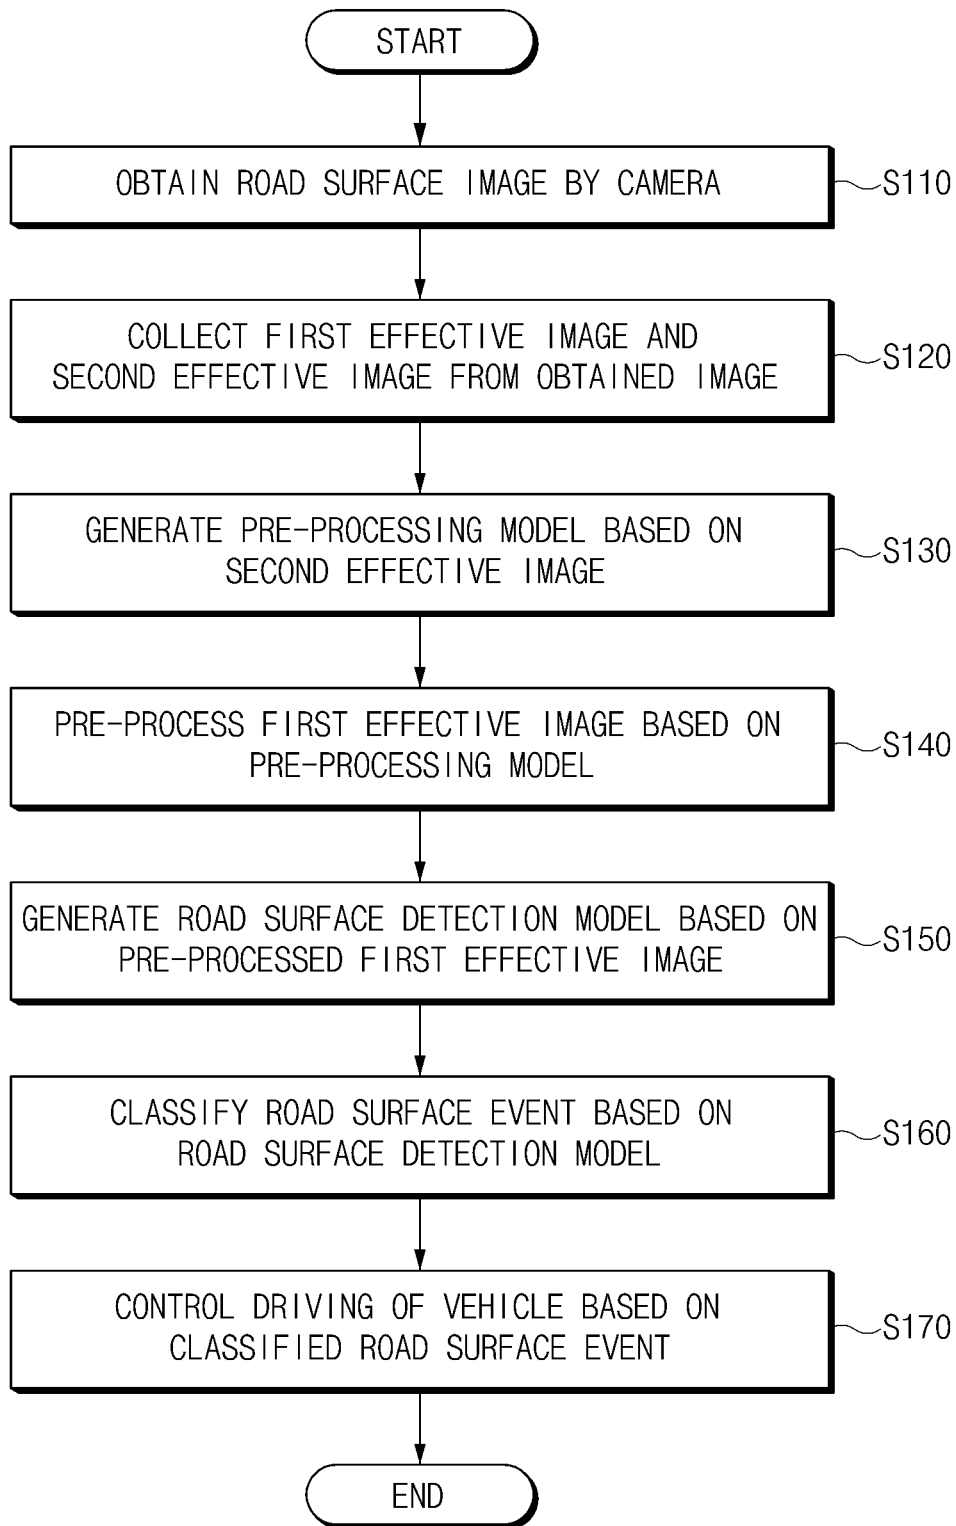 START
OBTAIN ROAD SURFACE IMAGE BY CAMERA
S110
COLLECT FIRST EFFECTIVE IMAGE AND
SECOND EFFECTIVE IMAGE FROM OBTAINED IMAGE
S120
GENERATE PRE-PROCESSING MODEL BASED ON
SECOND EFFECTIVE IMAGE
S130
PRE-PROCESS FIRST EFFECTIVE IMAGE BASED ON
PRE-PROCESSING MODEL
S140
GENERATE ROAD SURFACE DETECTION MODEL BASED ON
PRE-PROCESSED FIRST EFFECTIVE IMAGE
S150
CLASSIFY ROAD SURFACE EVENT BASED ON
ROAD SURFACE DETECTION MODEL
S160
CONTROL DRIVING OF VEHICLE BASED ON
CLASSIFIED ROAD SURFACE EVENT
S170
END